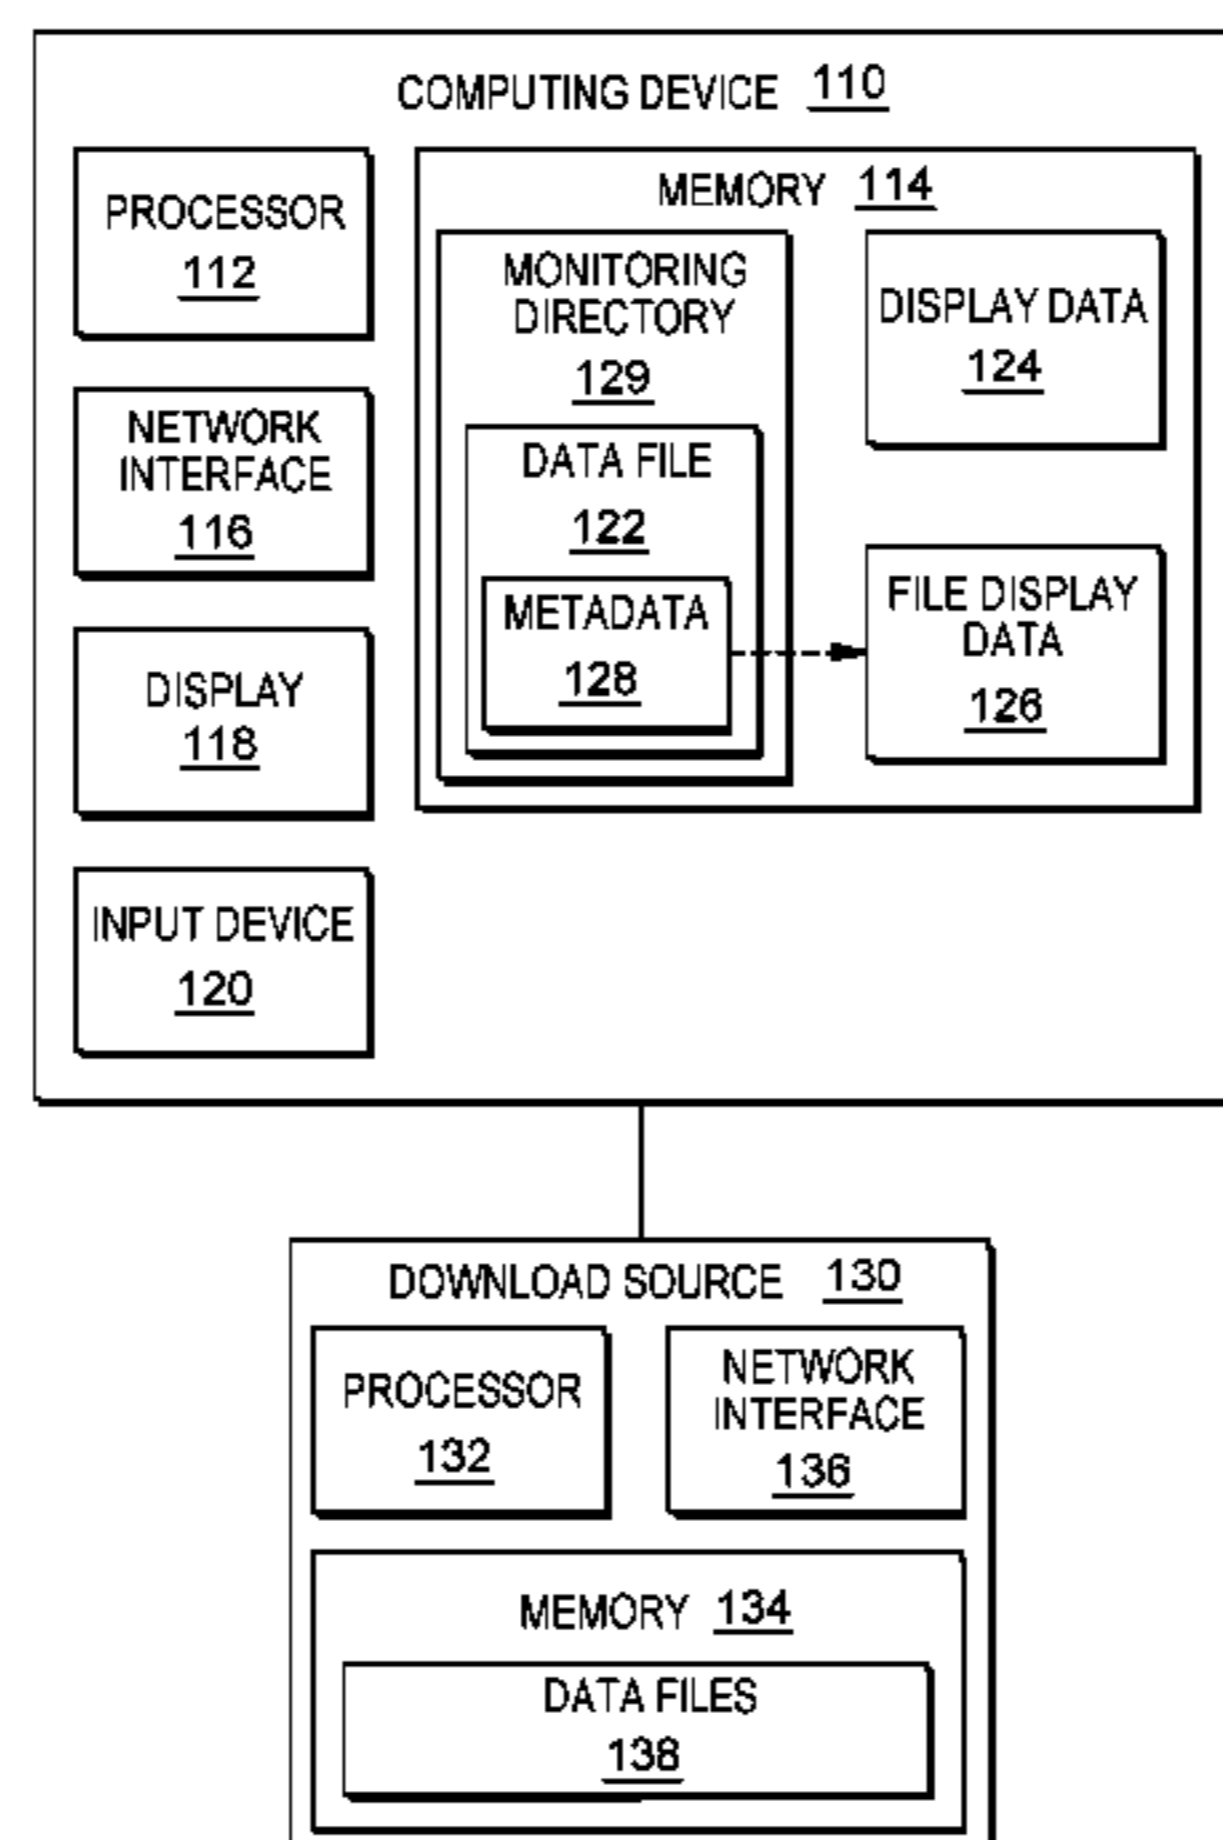 COMPUTING DEVICE 110
PROCESSOR
112
NETWORK
INTERFACE
116
DISPLAY
118
INPUT DEVICE
120
MEMORY 114
MONITORING
DIRECTORY
129
DATA FILE
122
METADATA
128
DISPLAY DATA
124
FILE DISPLAY
DATA
126
DOWNLOAD SOURCE 130
PROCESSOR
132
NETWORK
INTERFACE
136
MEMORY 134
DATA FILES
138